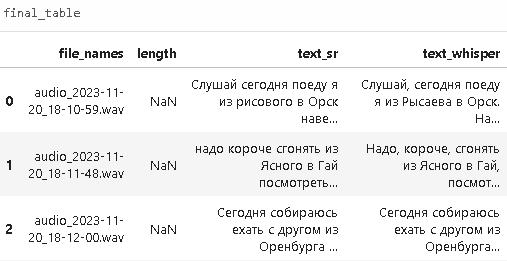 final_table
file_names length text_sr text_whisper
0 audio_2023-11-20_18-10-59.wav NaN Слушай сегодня поеду я из рисового в Орск наве... Слушай, сегодня поеду я из Рысаева в Орск. На...
1 audio_2023-11-20_18-11-48.wav NaN надо короче сгонять из Ясного в Гай посмотреть... Надо, короче, сгонять из Ясного в Гай, посмот...
2 audio_2023-11-20_18-12-00.wav NaN Сегодня собираюсь ехать с другом из Оренбурга ... Сегодня собираюсь ехать с другом из Оренбурга...